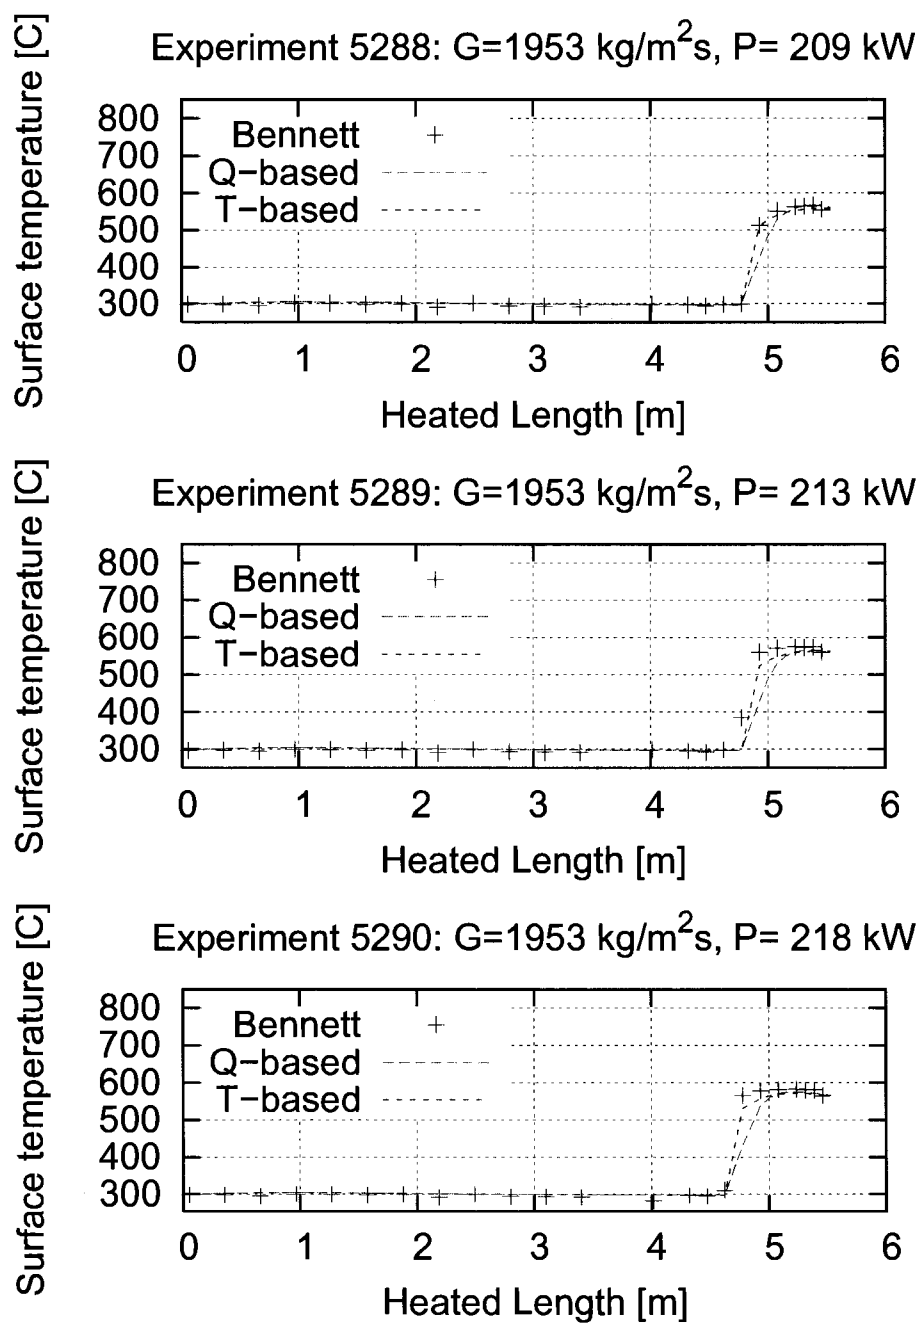 Experiment 5288: G=1953 kg/m²s, P= 209 kW
Surface temperature [C]
800
700
600
500
400
300
Bennett
Q−based
T−based
0 1 2 3 4 5 6
Heated Length [m]
Experiment 5289: G=1953 kg/m²s, P= 213 kW
Surface temperature [C]
800
700
600
500
400
300
Bennett
Q−based
T−based
0 1 2 3 4 5 6
Heated Length [m]
Experiment 5290: G=1953 kg/m²s, P= 218 kW
Surface temperature [C]
800
700
600
500
400
300
Bennett
Q−based
T−based
0 1 2 3 4 5 6
Heated Length [m]